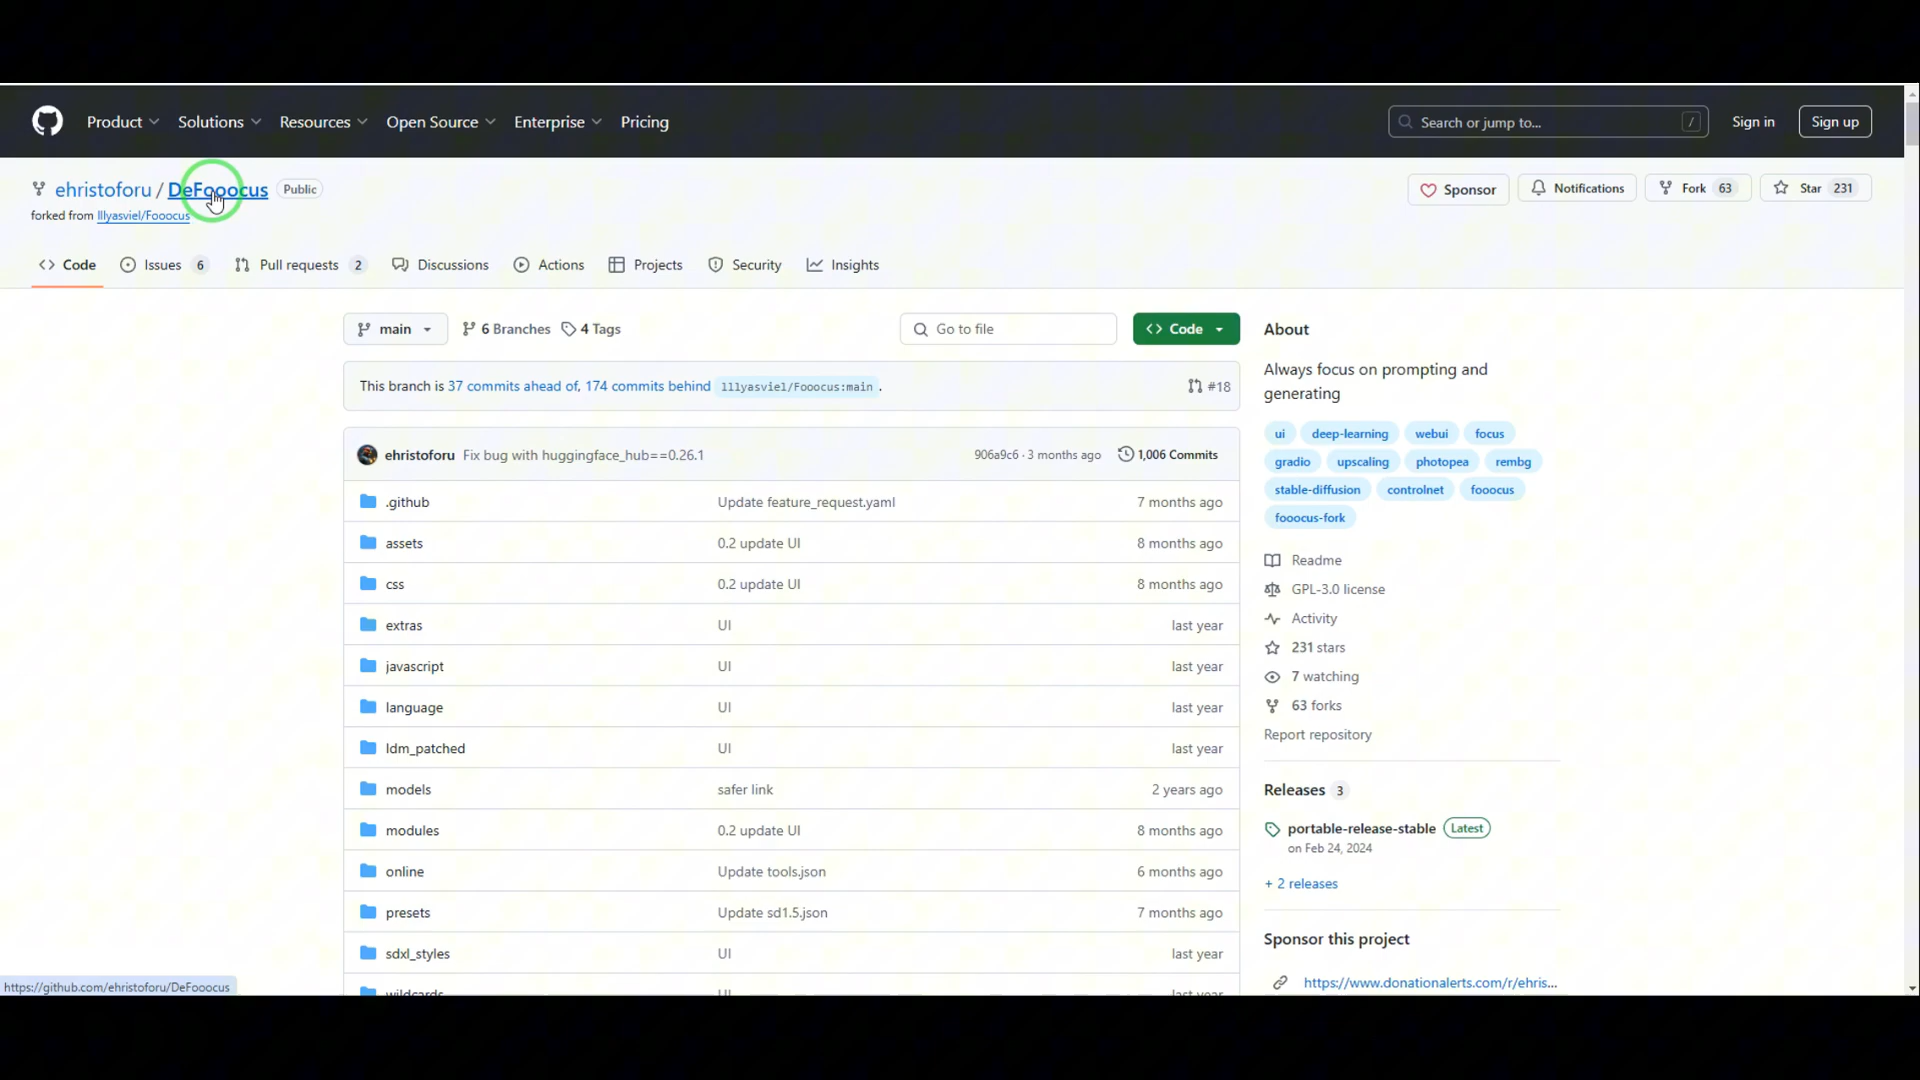 Product Solutions Resources Open Source Enterprise Pricing Search or jump to... / Sign in Sign up
ehristoforu / DeFooocus Public
forked from lllyasviel/Fooocus
Sponsor Notifications Fork 63 Star 231
Code Issues 6 Pull requests 2 Discussions Actions Projects Security Insights
main 6 Branches 4 Tags Go to file Code
This branch is 37 commits ahead of, 174 commits behind lllyasviel/Fooocus:main . #18
ehristoforu Fix bug with huggingface_hub==0.26.1 906a9c6 · 3 months ago 1,006 Commits
.github Update feature_request.yaml 7 months ago
assets 0.2 update UI 8 months ago
css 0.2 update UI 8 months ago
extras UI last year
javascript UI last year
language UI last year
ldm_patched UI last year
models safer link 2 years ago
modules 0.2 update UI 8 months ago
online Update tools.json 6 months ago
presets Update sd1.5.json 7 months ago
sdxl_styles UI last year
wildcards UI last year
About
Always focus on prompting and
generating
ui deep-learning webui focus
gradio upscaling photopea rembg
stable-diffusion controlnet fooocus
fooocus-fork
Readme
GPL-3.0 license
Activity
231 stars
7 watching
63 forks
Report repository
Releases 3
portable-release-stable Latest
on Feb 24, 2024
+ 2 releases
Sponsor this project
https://www.donationalerts.com/r/ehris...
https://github.com/ehristoforu/DeFooocus